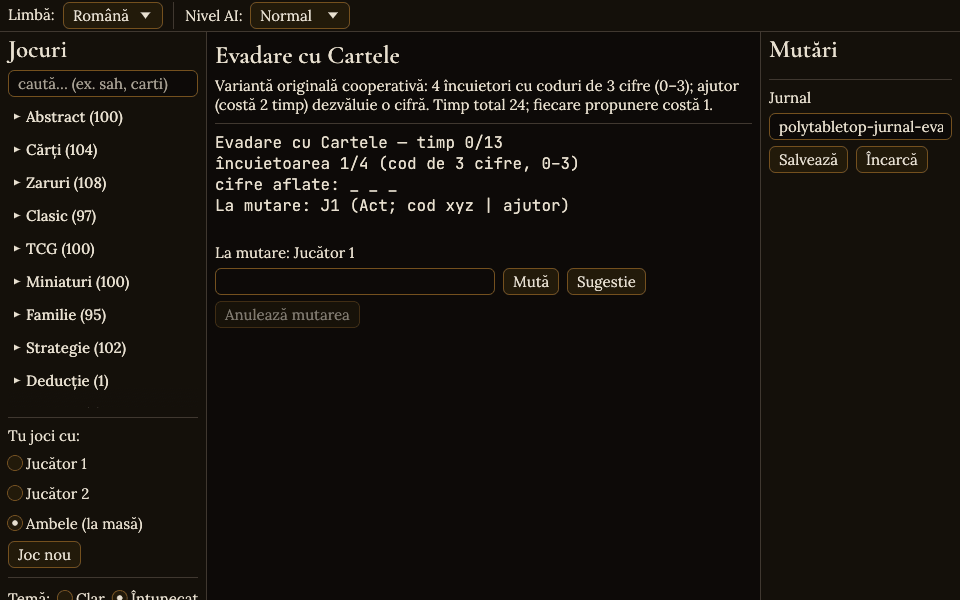 Limbă: Română Nivel AI: Normal
Jocuri
caută... (ex. sah, carti)
Abstract (100)
Cărți (104)
Zaruri (108)
Clasic (97)
TCG (100)
Miniaturi (100)
Familie (95)
Strategie (102)
Deducție (1)
Tu joci cu:
Jucător 1
Jucător 2
Ambele (la masă)
Joc nou
Temă: Clar Întunecat
Evadare cu Cartele
Variantă originală cooperativă: 4 încuietori cu coduri de 3 cifre (0–3); ajutor
(costă 2 timp) dezvăluie o cifră. Timp total 24; fiecare propunere costă 1.
Evadare cu Cartele — timp 0/13
încuietoarea 1/4 (cod de 3 cifre, 0–3)
cifre aflate: _ _ _
La mutare: J1 (Act; cod xyz | ajutor)
La mutare: Jucător 1
Mută Sugestie
Anulează mutarea
Mutări
Jurnal
polytabletop-jurnal-eva
Salvează Încarcă